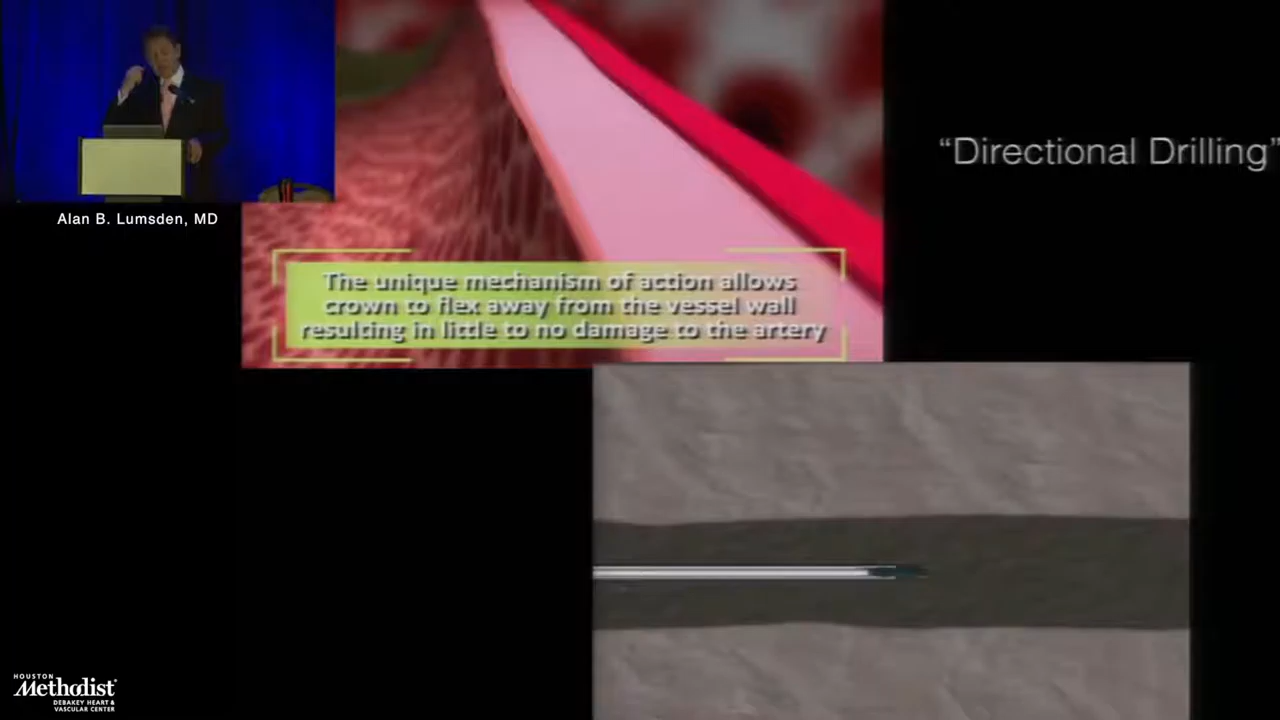 Alan B. Lumsden, MD
“Directional Drilling”
The unique mechanism of action allows
crown to flex away from the vessel wall
resulting in little to no damage to the artery
HOUSTON
Methodist
DEBAKEY HEART &
VASCULAR CENTER